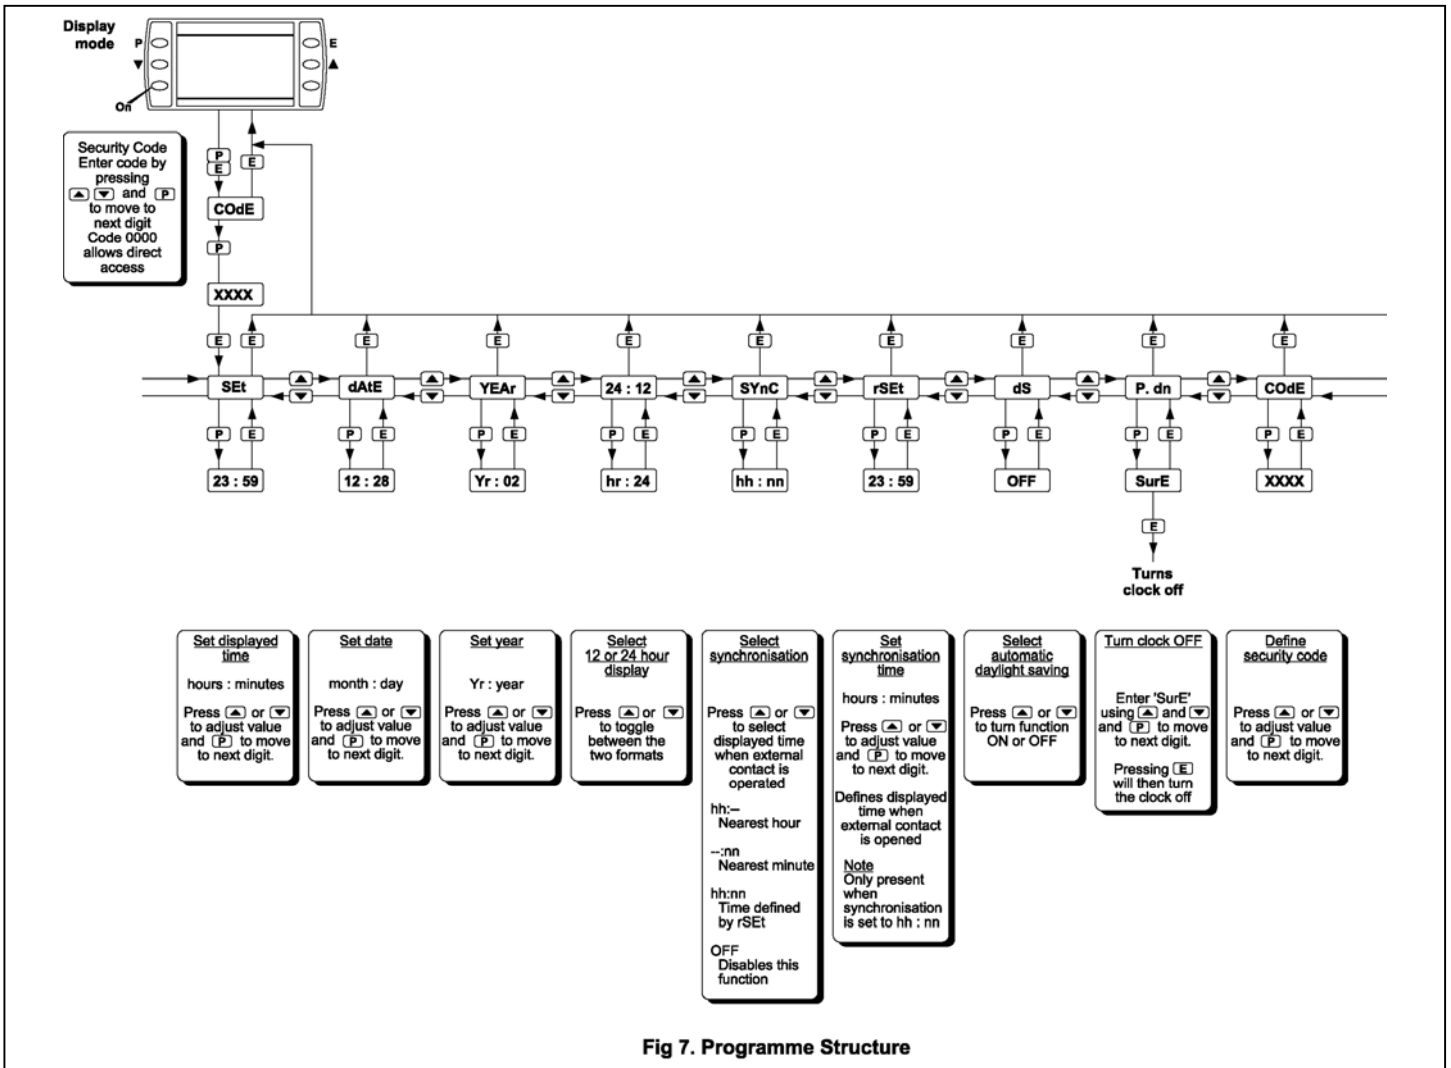 Display
mode
P
E
▼
▲
On
Security Code
Enter code by
pressing
▲ ▼ and P
to move to
next digit
Code 0000
allows direct
access
P
E
E
COdE
P
XXXX
E E E E E E E E E E
SEt ▲ dAtE ▲ YEAr ▲ 24 : 12 ▲ SYnC ▲ rSEt ▲ dS ▲ P. dn ▲ COdE
▼ ▼ ▼ ▼ ▼ ▼ ▼ ▼
P E P E P E P E P E P E P E P E P E
23 : 59 12 : 28 Yr : 02 hr : 24 hh : nn 23 : 59 OFF SurE XXXX
E
Turns
clock off
Set displayed
time
hours : minutes
Press ▲ or ▼
to adjust value
and P to move
to next digit.
Set date
month : day
Press ▲ or ▼
to adjust value
and P to move
to next digit.
Set year
Yr : year
Press ▲ or ▼
to adjust value
and P to move
to next digit.
Select
12 or 24 hour
display
Press ▲ or ▼
to toggle
between the
two formats
Select
synchronisation
Press ▲ or ▼
to select
displayed time
when external
contact is
operated
hh:–
Nearest hour
--:nn
Nearest minute
hh:nn
Time defined
by rSEt
OFF
Disables this
function
Set
synchronisation
time
hours : minutes
Press ▲ or ▼
to adjust value
and P to move
to next digit.
Defines displayed
time when
external contact
is opened
Note
Only present
when
synchronisation
is set to hh : nn
Select
automatic
daylight saving
Press ▲ or ▼
to turn function
ON or OFF
Turn clock OFF
Enter 'SurE'
using ▲ and ▼
P to move
to next digit.
Pressing E
will then turn
the clock off
Define
security code
Press ▲ or ▼
to adjust value
and P to move
to next digit.
Fig 7. Programme Structure